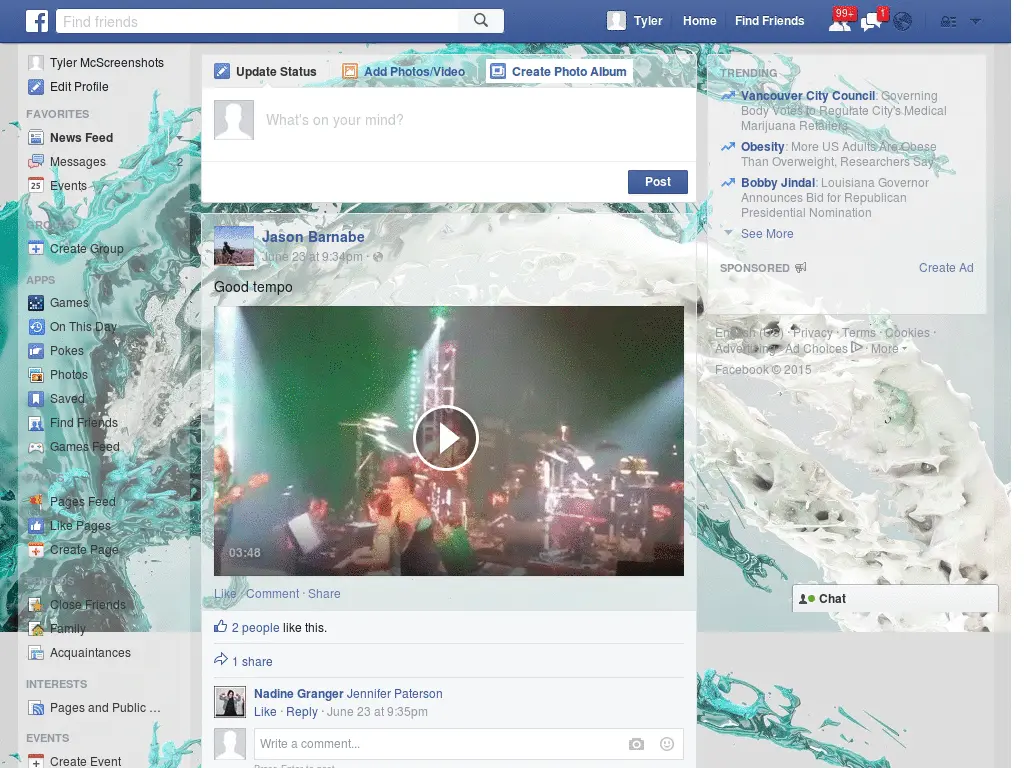 f
Find friends
Tyler
Home
Find Friends
99+
1
Tyler McScreenshots
Edit Profile
FAVORITES
News Feed
Messages 2
25 Events
GROUPS
Create Group
APPS
Games
On This Day
Pokes
Photos
Saved
Find Friends
Games Feed
PAGES
Pages Feed
Like Pages
Create Page
FRIENDS
Close Friends
Family
Acquaintances
INTERESTS
Pages and Public ...
EVENTS
Create Event
Update Status
Add Photos/Video
Create Photo Album
What's on your mind?
Post
Jason Barnabe
June 23 at 9:34pm ·
Good tempo
03:48
Like · Comment · Share
2 people like this.
1 share
Nadine Granger Jennifer Paterson
Like · Reply · June 23 at 9:35pm
Write a comment...
Press Enter to post.
TRENDING
Vancouver City Council: Governing
Body Votes to Regulate City's Medical
Marijuana Retailers
Obesity: More US Adults Are Obese
Than Overweight, Researchers Say
Bobby Jindal: Louisiana Governor
Announces Bid for Republican
Presidential Nomination
See More
SPONSORED
Create Ad
English (US) · Privacy · Terms · Cookies ·
Advertising · Ad Choices · More
Facebook © 2015
Chat